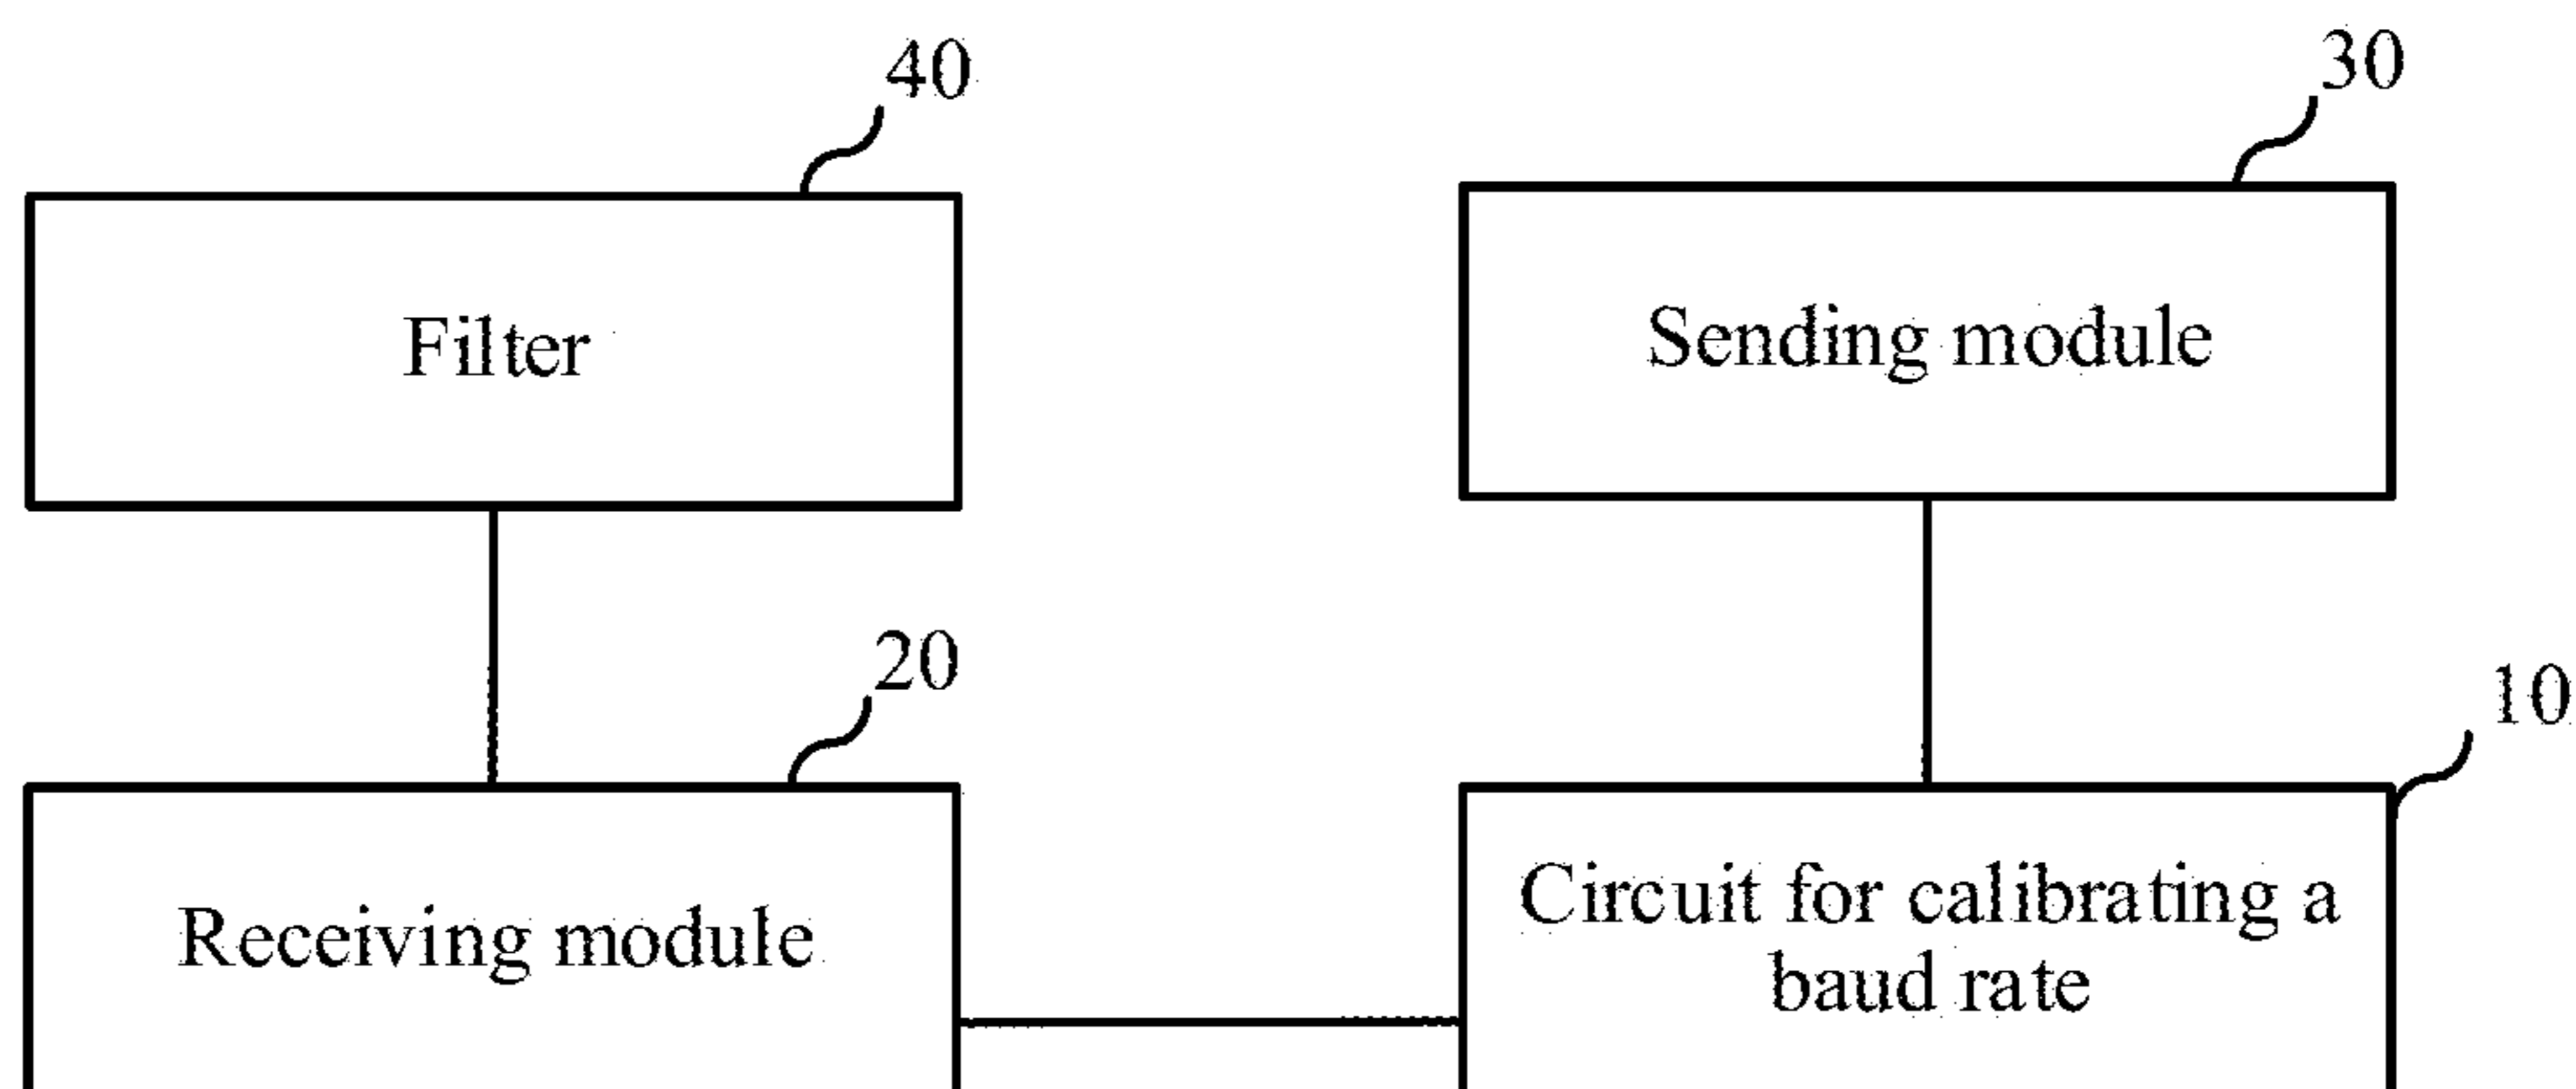 40
30
Filter
Sending module
20
10
Receiving module
Circuit for calibrating a
baud rate